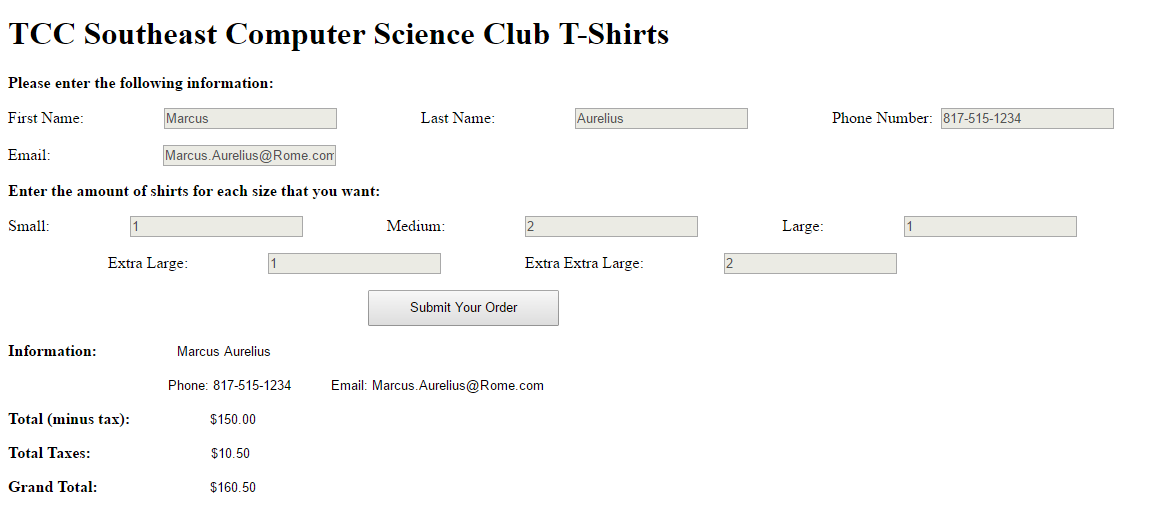 TCC Southeast Computer Science Club T-Shirts
Please enter the following information:
First Name: Marcus Last Name: Aurelius Phone Number: 817-515-1234
Email: Marcus.Aurelius@Rome.com
Enter the amount of shirts for each size that you want:
Small: 1 Medium: 2 Large: 1
Extra Large: 1 Extra Extra Large: 2
Submit Your Order
Information: Marcus Aurelius
Phone: 817-515-1234 Email: Marcus.Aurelius@Rome.com
Total (minus tax): $150.00
Total Taxes: $10.50
Grand Total: $160.50